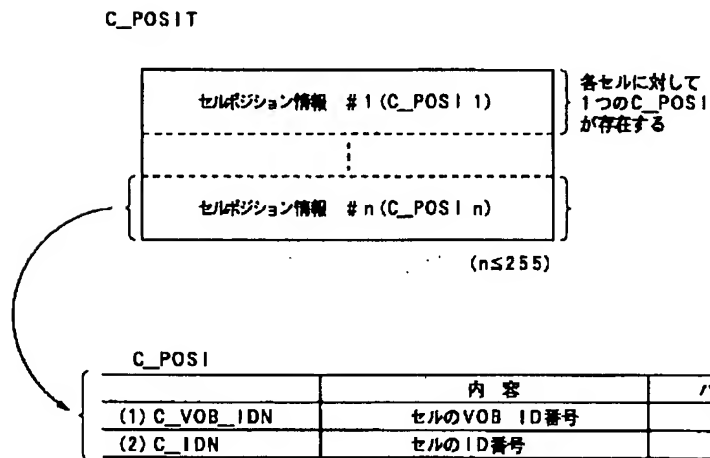 C_POSIT
セルポジション情報 #1(C_POSI 1)
各セルに対して
1つのC_POSI
が存在する
セルポジション情報 #n(C_POSI n)
(n≦255)
C_POSI
内 容
(1) C_VOB_IDN セルのVOB ID番号
(2) C_IDN セルのID番号